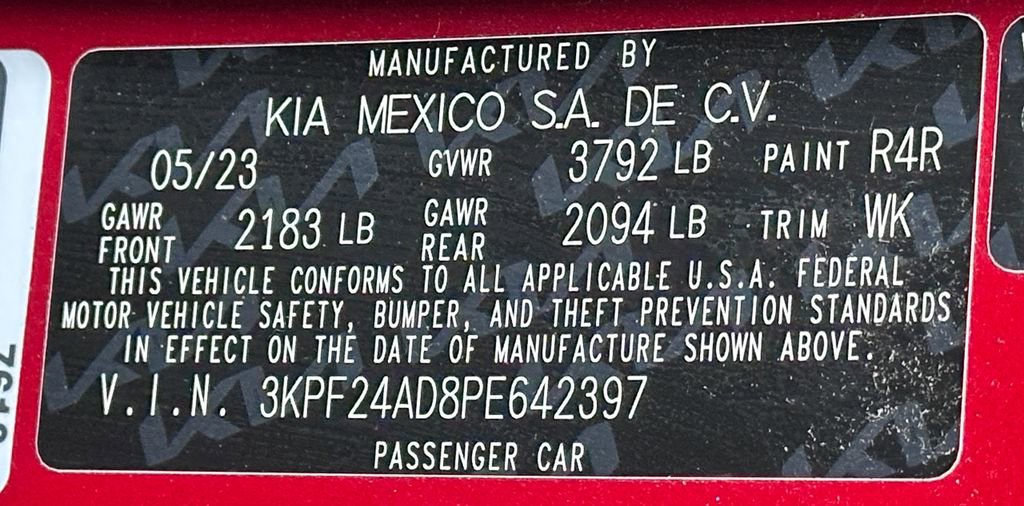 MANUFACTURED BY
KIA MEXICO S.A. DE C.V.
05/23 GVWR 3792 LB PAINT R4R
GAWR FRONT 2183 LB GAWR REAR 2094 LB TRIM WK
THIS VEHICLE CONFORMS TO ALL APPLICABLE U.S.A. FEDERAL
MOTOR VEHICLE SAFETY, BUMPER, AND THEFT PREVENTION STANDARDS
IN EFFECT ON THE DATE OF MANUFACTURE SHOWN ABOVE.
V.I.N. 3KPF24AD8PE642397
PASSENGER CAR